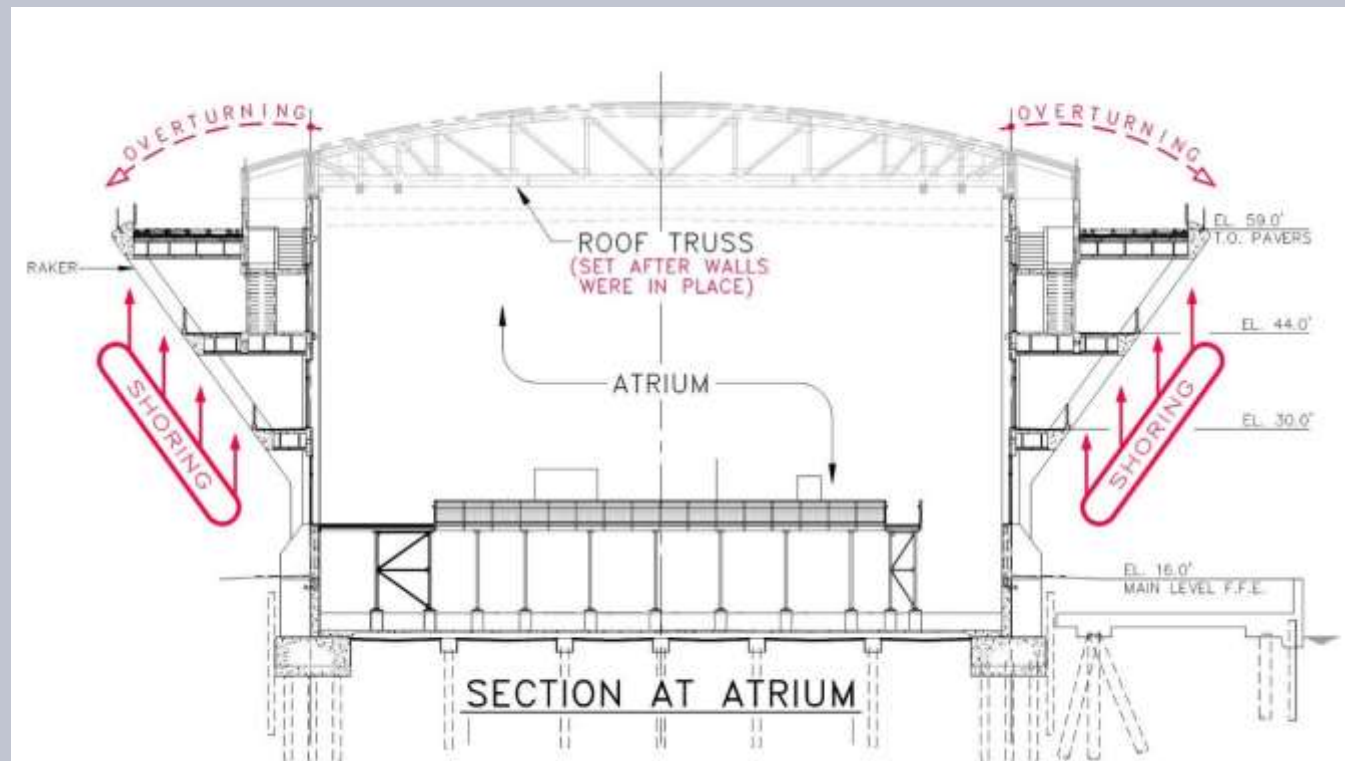 OVERTURNING
OVERTURNING
EL. 59.0'
T.O. PAVERS
ROOF TRUSS
(SET AFTER WALLS
WERE IN PLACE)
RAKER
EL. 44.0'
ATRIUM
SHORING
SHORING
EL. 30.0'
EL. 16.0'
MAIN LEVEL F.F.E.
SECTION AT ATRIUM